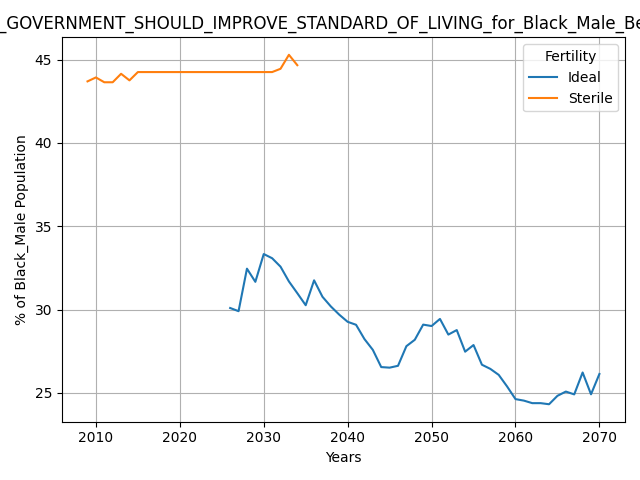 _GOVERNMENT_SHOULD_IMPROVE_STANDARD_OF_LIVING_for_Black_Male_Be
Fertility
Ideal
Sterile
% of Black_Male Population
45
40
35
30
25
2010 2020 2030 2040 2050 2060 2070
Years